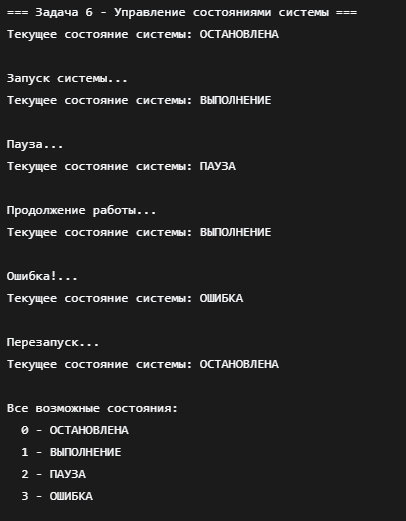 === Задача 6 - Управление состояниями системы ===
Текущее состояние системы: ОСТАНОВЛЕНА
Запуск системы...
Текущее состояние системы: ВЫПОЛНЕНИЕ
Пауза...
Текущее состояние системы: ПАУЗА
Продолжение работы...
Текущее состояние системы: ВЫПОЛНЕНИЕ
Ошибка!...
Текущее состояние системы: ОШИБКА
Перезапуск...
Текущее состояние системы: ОСТАНОВЛЕНА
Все возможные состояния:
0 - ОСТАНОВЛЕНА
1 - ВЫПОЛНЕНИЕ
2 - ПАУЗА
3 - ОШИБКА